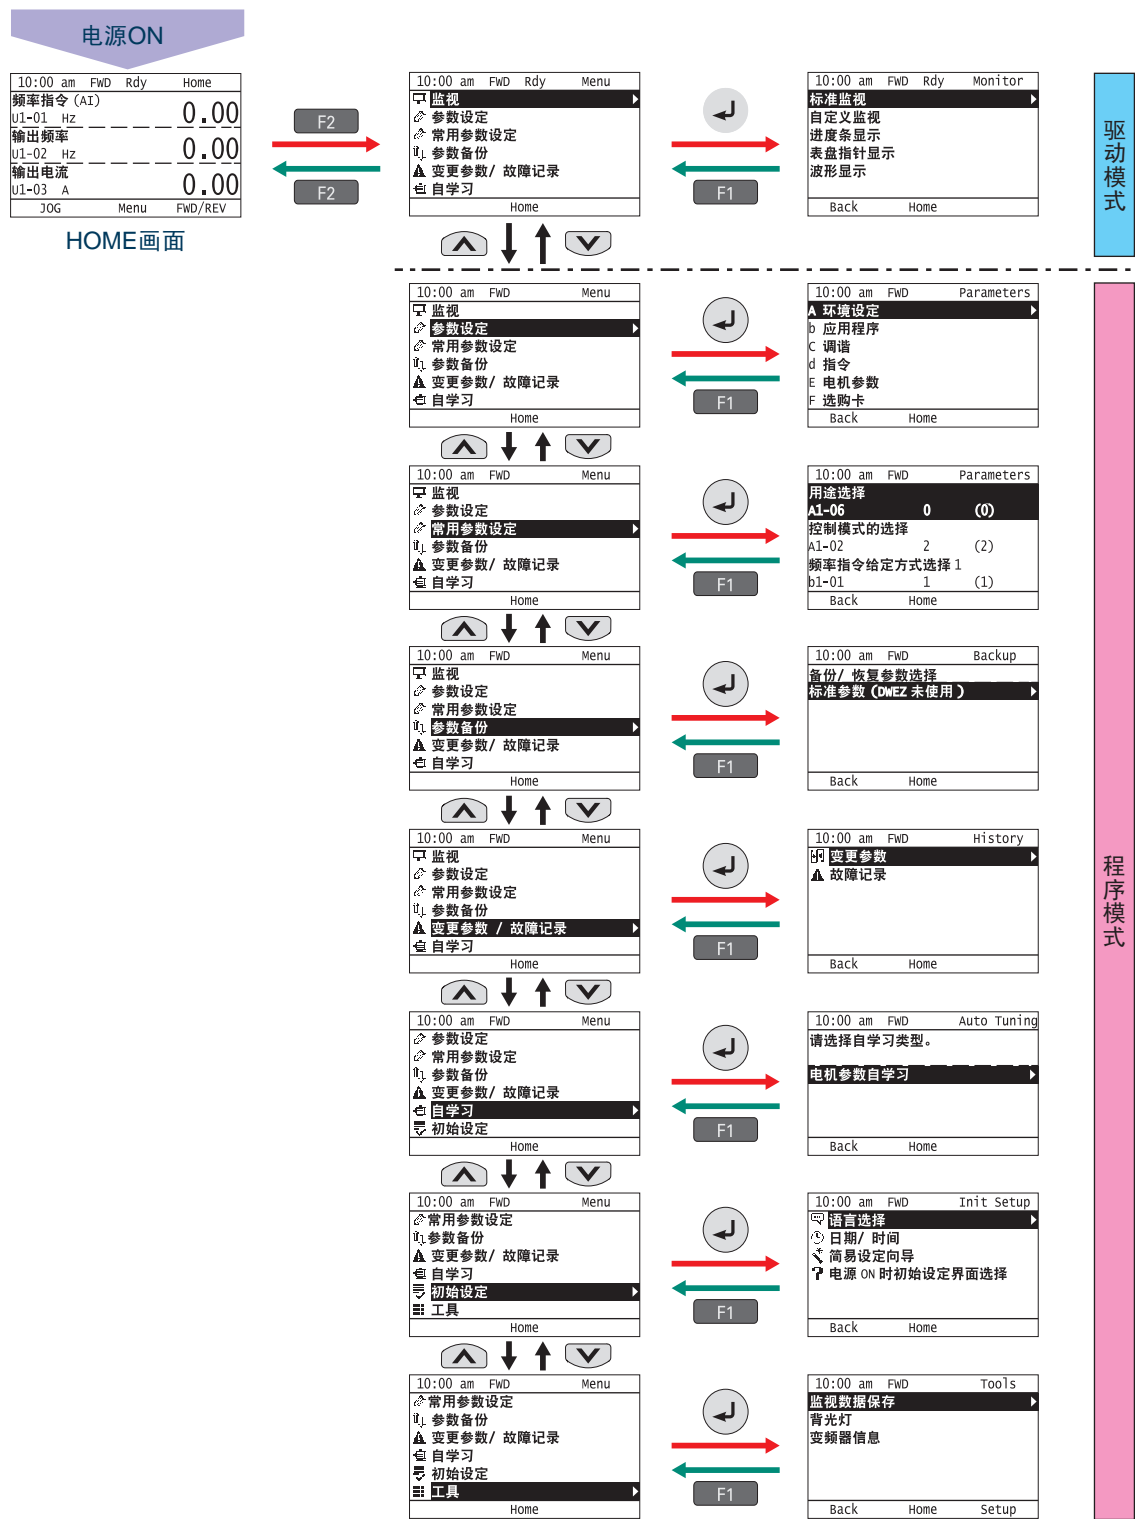 电源ON
10:00 am FWD Rdy Home
频率指令 (AI)
U1-01 Hz 0.00
输出频率
U1-02 Hz 0.00
输出电流
U1-03 A 0.00
JOG Menu FWD/REV
HOME画面
F2
F2
10:00 am FWD Rdy Menu
监视
参数设定
常用参数设定
参数备份
变更参数/ 故障记录
自学习
Home
F1
10:00 am FWD Rdy Monitor
标准监视
自定义监视
进度条显示
表盘指针显示
波形显示
Back Home
驱动模式
10:00 am FWD Menu
监视
参数设定
常用参数设定
参数备份
变更参数/ 故障记录
自学习
Home
F1
10:00 am FWD Parameters
A 环境设定
b 应用程序
C 调谐
d 指令
E 电机参数
F 选购卡
Back Home
10:00 am FWD Menu
监视
参数设定
常用参数设定
参数备份
变更参数/ 故障记录
自学习
Home
F1
10:00 am FWD Parameters
用途选择
A1-06 0 (0)
控制模式的选择
A1-02 2 (2)
频率指令给定方式选择 1
b1-01 1 (1)
Back Home
10:00 am FWD Menu
监视
参数设定
常用参数设定
参数备份
变更参数/ 故障记录
自学习
Home
F1
10:00 am FWD Backup
备份/ 恢复参数选择
标准参数 (DWEZ 未使用 )
Back Home
10:00 am FWD Menu
监视
参数设定
常用参数设定
参数备份
变更参数 / 故障记录
自学习
Home
F1
10:00 am FWD History
变更参数
故障记录
Back Home
程序模式
10:00 am FWD Menu
参数设定
常用参数设定
参数备份
变更参数/ 故障记录
自学习
初始设定
Home
F1
10:00 am FWD Auto Tuning
请选择自学习类型。
电机参数自学习
Back Home
10:00 am FWD Menu
常用参数设定
参数备份
变更参数/ 故障记录
自学习
初始设定
工具
Home
F1
10:00 am FWD Init Setup
语言选择
日期/ 时间
简易设定向导
电源 ON 时初始设定界面选择
Back Home
10:00 am FWD Menu
常用参数设定
参数备份
变更参数/ 故障记录
自学习
初始设定
工具
Home
F1
10:00 am FWD Tools
监视数据保存
背光灯
变频器信息
Back Home Setup